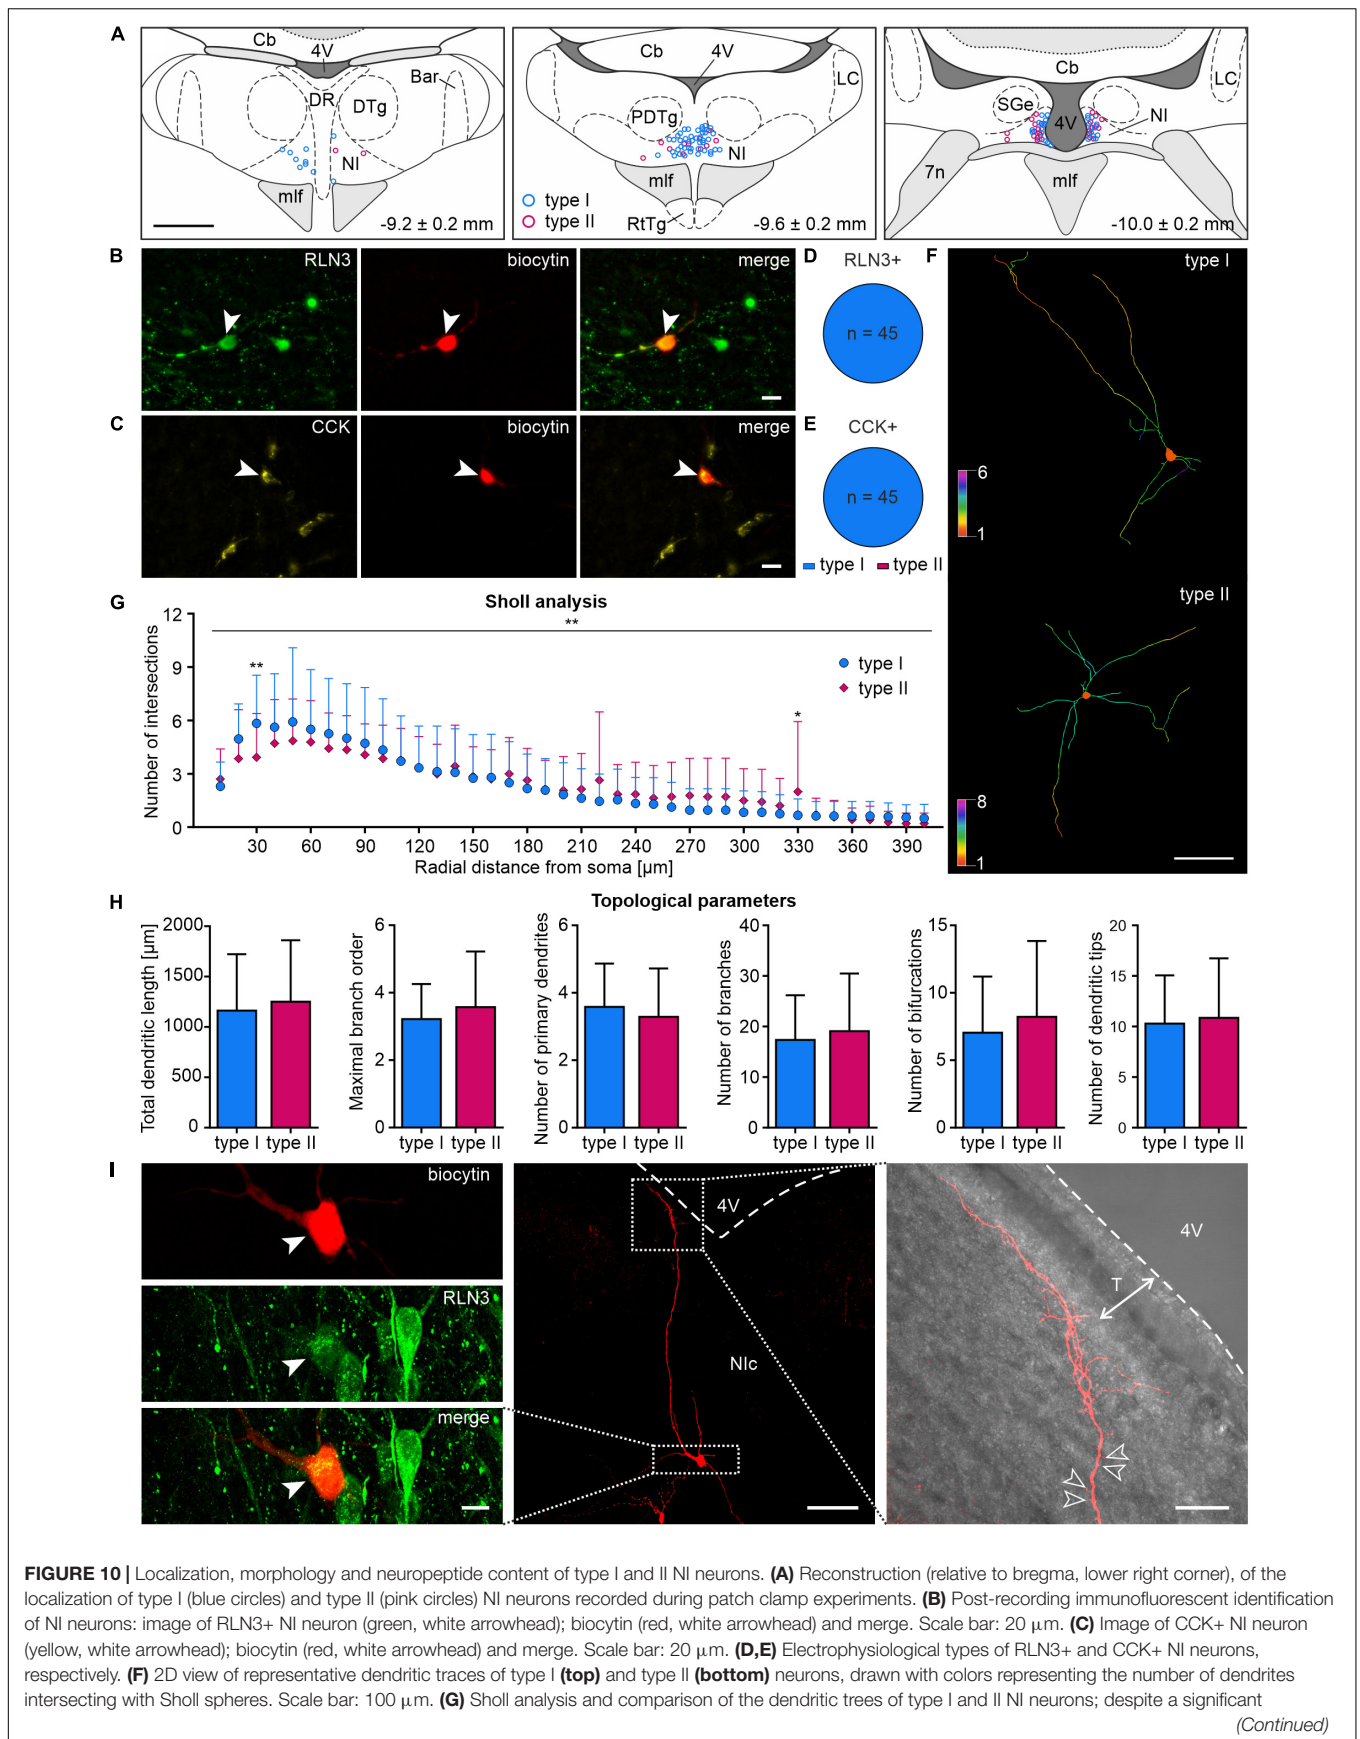 A
Cb
4V
DR
DTg
Bar
NI
mlf
-9.2 ± 0.2 mm
Cb
4V
LC
PDTg
NI
mlf
RtTg
type I
type II
-9.6 ± 0.2 mm
Cb
LC
SGe
4V
NI
7n
mlf
-10.0 ± 0.2 mm
B
RLN3
biocytin
merge
C
CCK
biocytin
merge
D
RLN3+
n = 45
E
CCK+
n = 45
type I
type II
F
type I
6
1
type II
8
1
G
Sholl analysis
**
**
*
type I
type II
Number of intersections
12
9
6
3
0
30 60 90 120 150 180 210 240 270 300 330 360 390
Radial distance from soma [µm]
H
Topological parameters
Total dendritic length [µm]
2000
1500
1000
500
0
type I type II
Maximal branch order
6
4
2
0
type I type II
Number of primary dendrites
6
4
2
0
type I type II
Number of branches
40
30
20
10
0
type I type II
Number of bifurcations
15
10
5
0
type I type II
Number of dendritic tips
20
15
10
5
0
type I type II
I
biocytin
RLN3
merge
4V
NIc
4V
T
FIGURE 10 | Localization, morphology and neuropeptide content of type I and II NI neurons. (A) Reconstruction (relative to bregma, lower right corner), of the
localization of type I (blue circles) and type II (pink circles) NI neurons recorded during patch clamp experiments. (B) Post-recording immunofluorescent identification
of NI neurons: image of RLN3+ NI neuron (green, white arrowhead); biocytin (red, white arrowhead) and merge. Scale bar: 20 µm. (C) Image of CCK+ NI neuron
(yellow, white arrowhead); biocytin (red, white arrowhead) and merge. Scale bar: 20 µm. (D,E) Electrophysiological types of RLN3+ and CCK+ NI neurons,
respectively. (F) 2D view of representative dendritic traces of type I (top) and type II (bottom) neurons, drawn with colors representing the number of dendrites
intersecting with Sholl spheres. Scale bar: 100 µm. (G) Sholl analysis and comparison of the dendritic trees of type I and II NI neurons; despite a significant
(Continued)